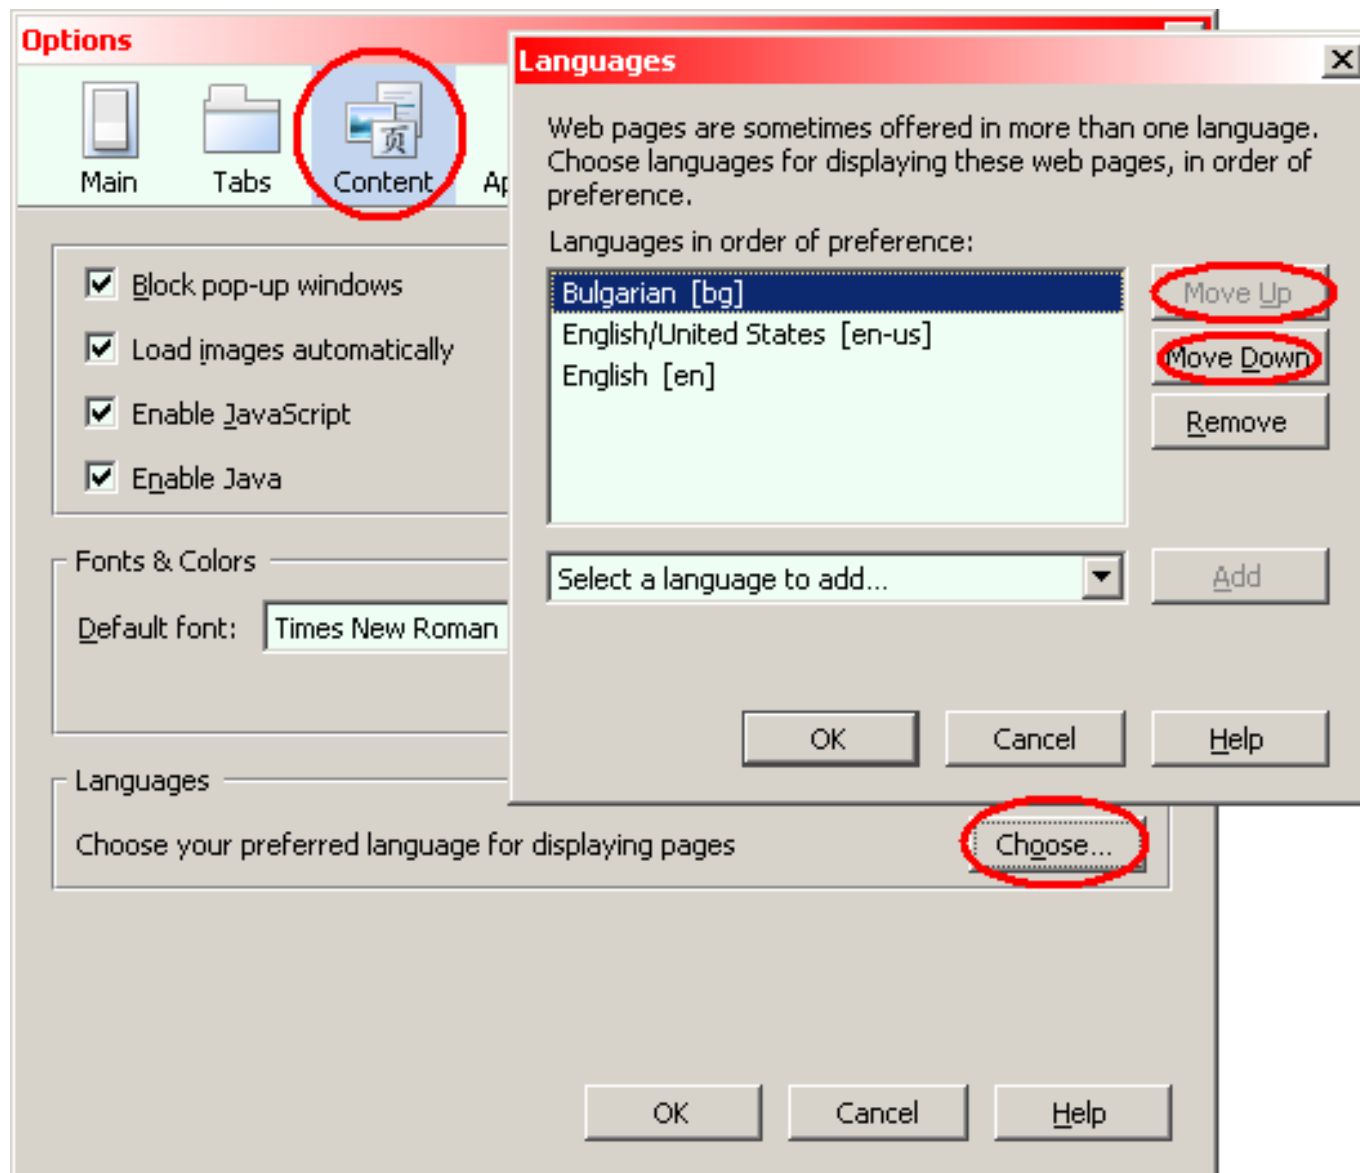 Options
Main
Tabs
Content
Block pop-up windows
Load images automatically
Enable JavaScript
Enable Java
Fonts & Colors
Default font:
Times New Roman
Languages
Choose your preferred language for displaying pages
Choose...
OK
Cancel
Help
Languages
Web pages are sometimes offered in more than one language.
Choose languages for displaying these web pages, in order of
preference.
Languages in order of preference:
Bulgarian [bg]
English/United States [en-us]
English [en]
Move Up
Move Down
Remove
Select a language to add...
Add
OK
Cancel
Help